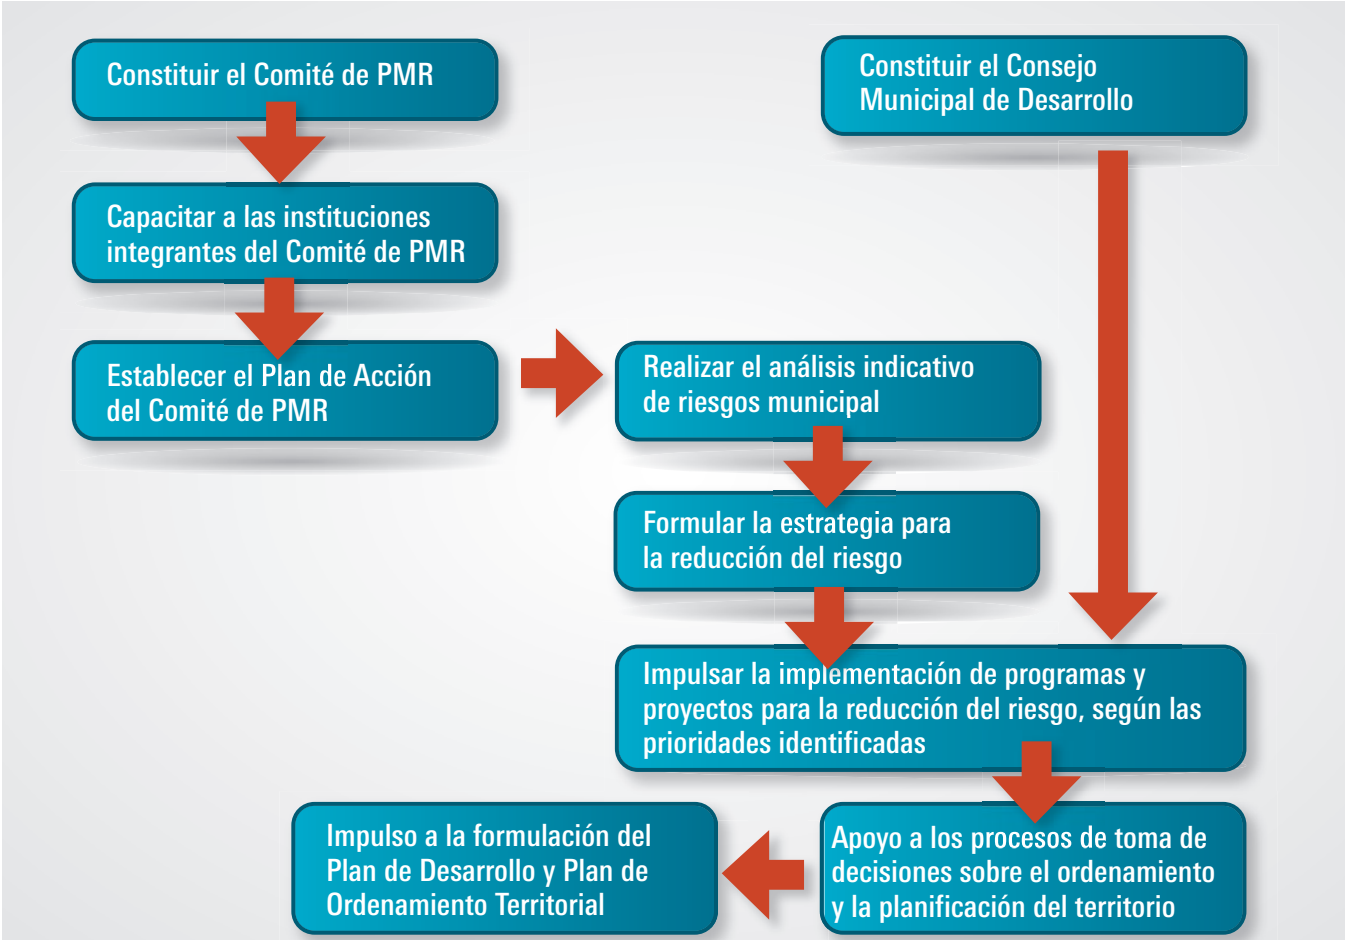 Constituir el Comité de PMR
Constituir el Consejo
Municipal de Desarrollo
Capacitar a las instituciones
integrantes del Comité de PMR
Establecer el Plan de Acción
del Comité de PMR
Realizar el análisis indicativo
de riesgos municipal
Formular la estrategia para
la reducción del riesgo
Impulsar la implementación de programas y
proyectos para la reducción del riesgo, según las
prioridades identificadas
Apoyo a los procesos de toma de
decisiones sobre el ordenamiento
y la planificación del territorio
Impulso a la formulación del
Plan de Desarrollo y Plan de
Ordenamiento Territorial